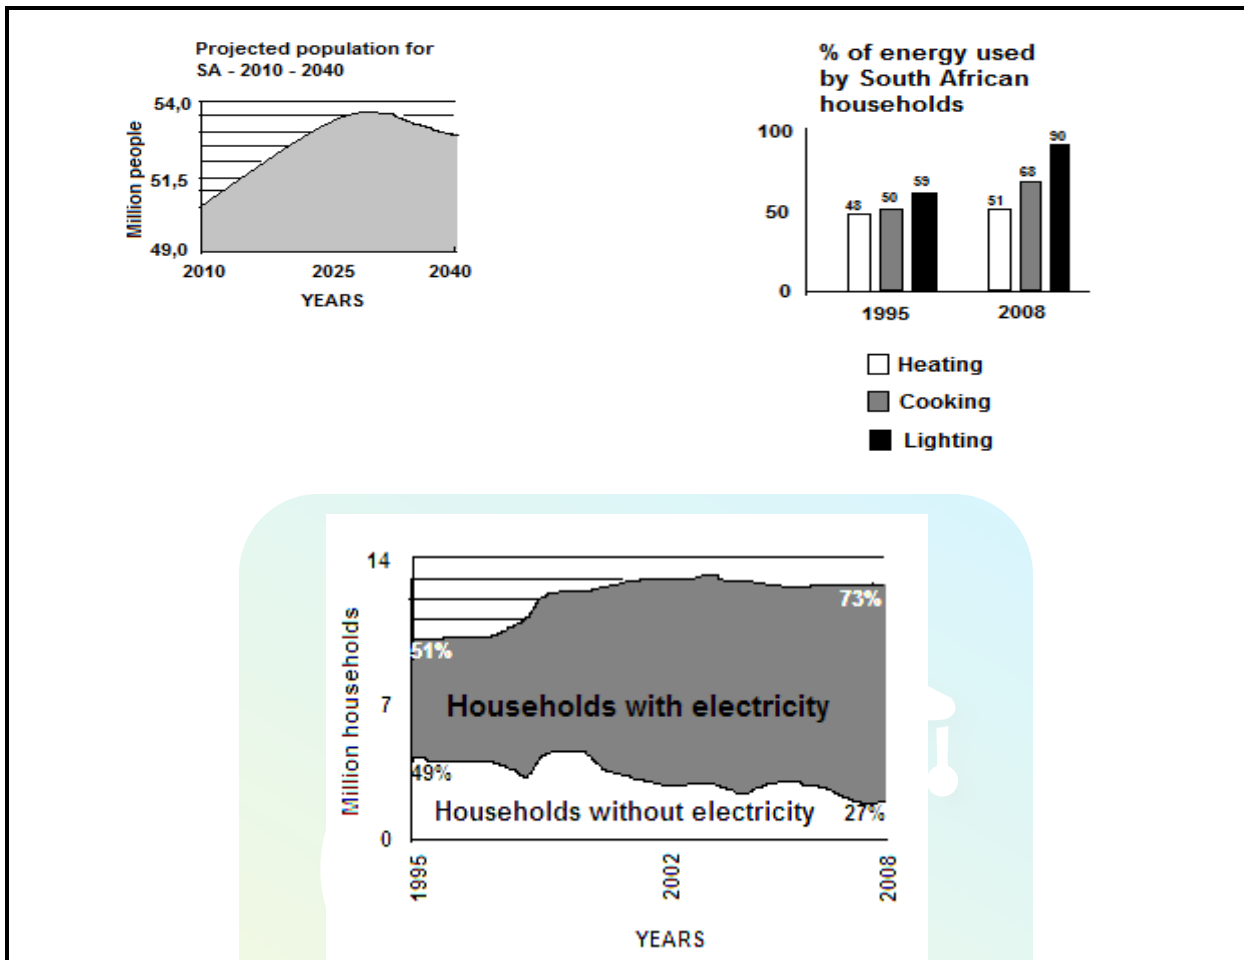 Projected population for
SA - 2010 - 2040
54,0
51,5
49,0
Million people
2010 2025 2040
YEARS
% of energy used
by South African
households
100
50
0
48 50 59
51 68 90
1995 2008
Heating
Cooking
Lighting
14
7
0
Million households
51%
73%
Households with electricity
49%
Households without electricity 27%
1995 2002 2008
YEARS